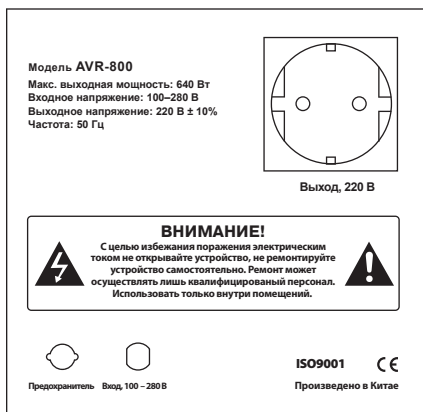 Модель AVR-800
Макс. выходная мощность: 640 Вт
Входное напряжение: 100–280 В
Выходное напряжение: 220 В ± 10%
Частота: 50 Гц
Выход, 220 В
ВНИМАНИЕ!
С целью избежания поражения электрическим
током не открывайте устройство, не ремонтируйте
устройство самостоятельно. Ремонт может
осуществлять лишь квалифицированый персонал.
Использовать только внутри помещений.
Предохранитель Вход, 100 – 280 В
ISO9001 CE
Произведено в Китае